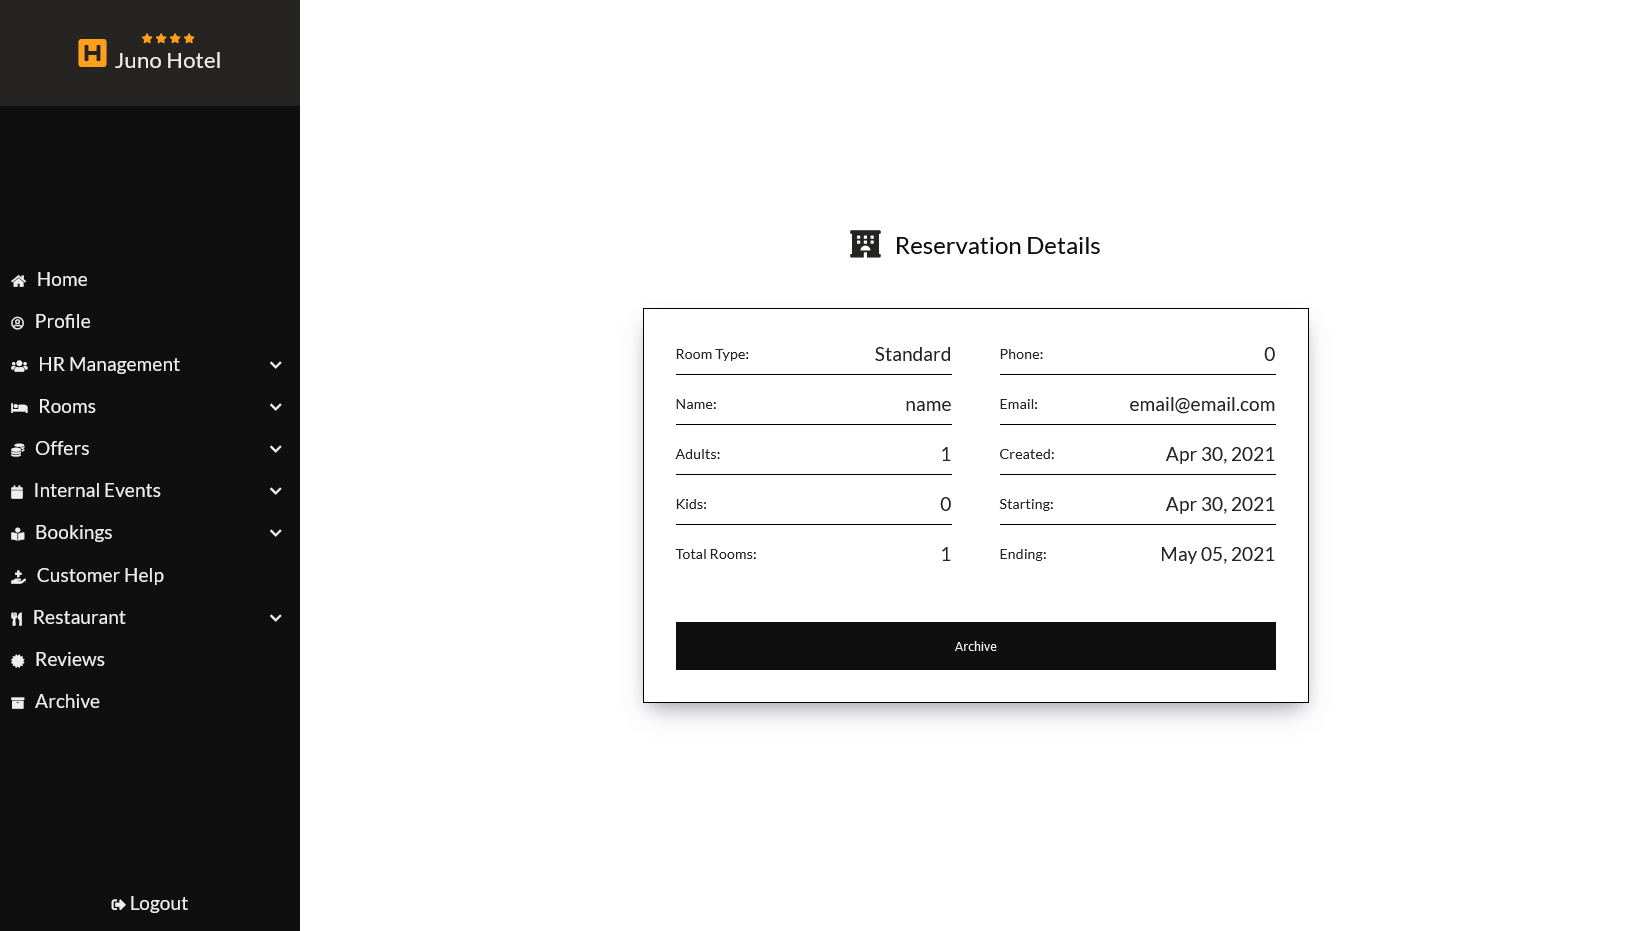 Juno Hotel
Home
Profile
HR Management
Rooms
Offers
Internal Events
Bookings
Customer Help
Restaurant
Reviews
Archive
Logout
Reservation Details
Room Type: Standard
Name: name
Adults: 1
Kids: 0
Total Rooms: 1
Phone: 0
Email: email@email.com
Created: Apr 30, 2021
Starting: Apr 30, 2021
Ending: May 05, 2021
Archive